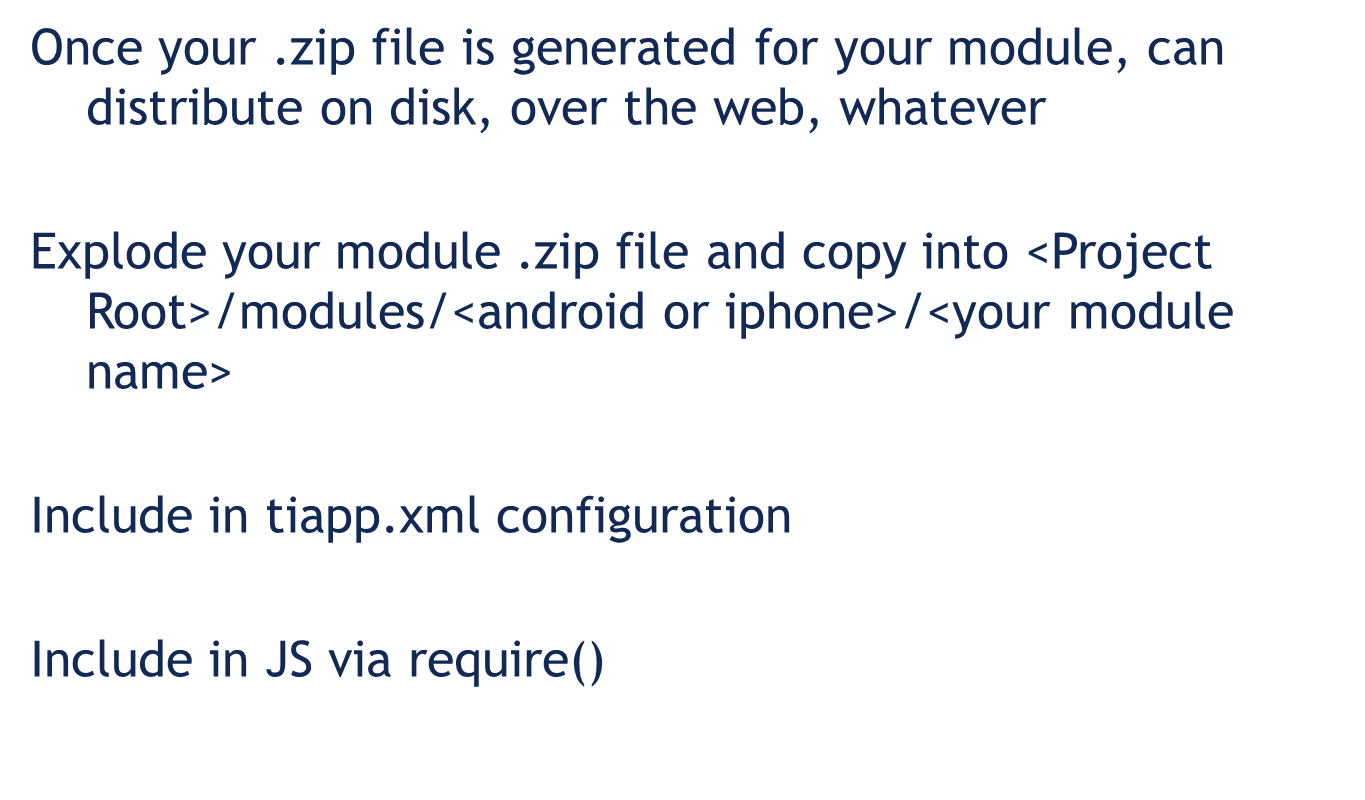 Once your .zip file is generated for your module, can
distribute on disk, over the web, whatever
Explode your module .zip file and copy into <Project
Root>/modules/<android or iphone>/<your module
name>
Include in tiapp.xml configuration
Include in JS via require()